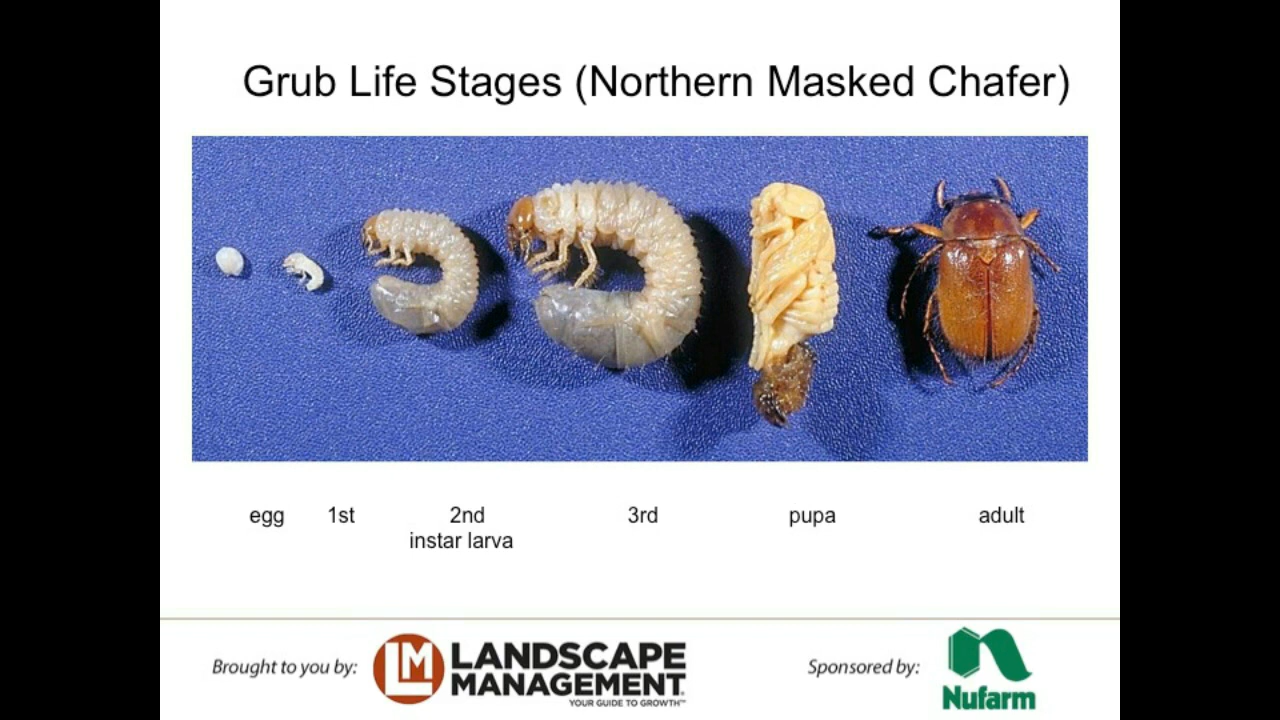 Grub Life Stages (Northern Masked Chafer)
egg 1st 2nd 3rd pupa adult
instar larva
Brought to you by:
LM
LANDSCAPE
MANAGEMENT
YOUR GUIDE TO GROWTH™
Sponsored by:
Nufarm